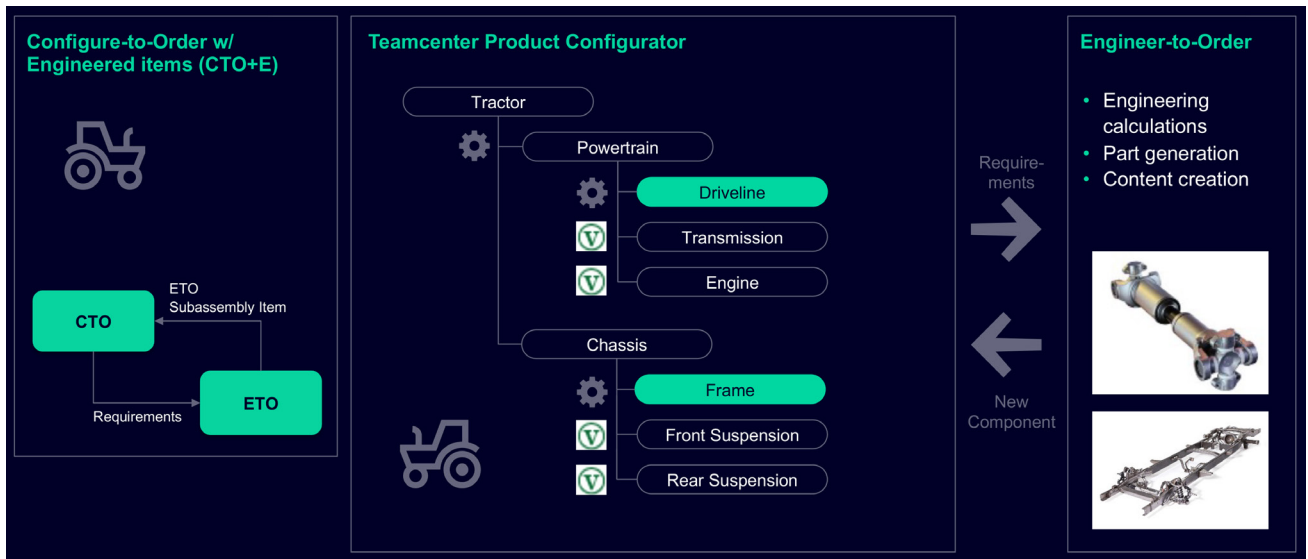 Configure-to-Order w/
Engineered items (CTO+E)
ETO
Subassembly Item
CTO
ETO
Requirements
Teamcenter Product Configurator
Tractor
Powertrain
Driveline
V
Transmission
V
Engine
Chassis
Frame
V
Front Suspension
V
Rear Suspension
Require-
ments
New
Component
Engineer-to-Order
• Engineering
calculations
• Part generation
• Content creation